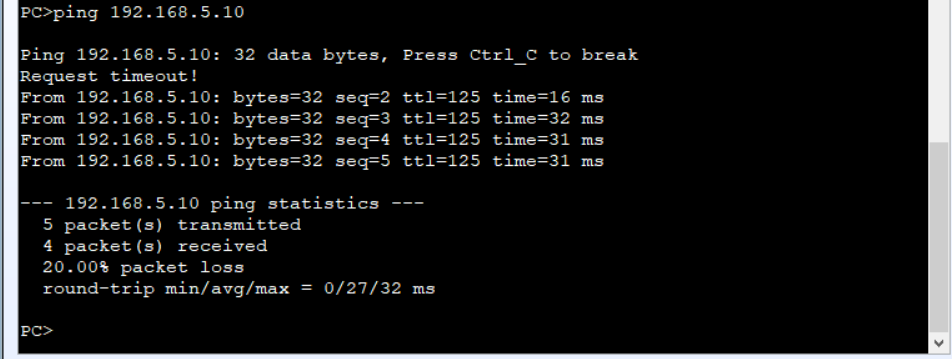 PC>ping 192.168.5.10
Ping 192.168.5.10: 32 data bytes, Press Ctrl_C to break
Request timeout!
From 192.168.5.10: bytes=32 seq=2 ttl=125 time=16 ms
From 192.168.5.10: bytes=32 seq=3 ttl=125 time=32 ms
From 192.168.5.10: bytes=32 seq=4 ttl=125 time=31 ms
From 192.168.5.10: bytes=32 seq=5 ttl=125 time=31 ms
--- 192.168.5.10 ping statistics ---
5 packet(s) transmitted
4 packet(s) received
20.00% packet loss
round-trip min/avg/max = 0/27/32 ms
PC>